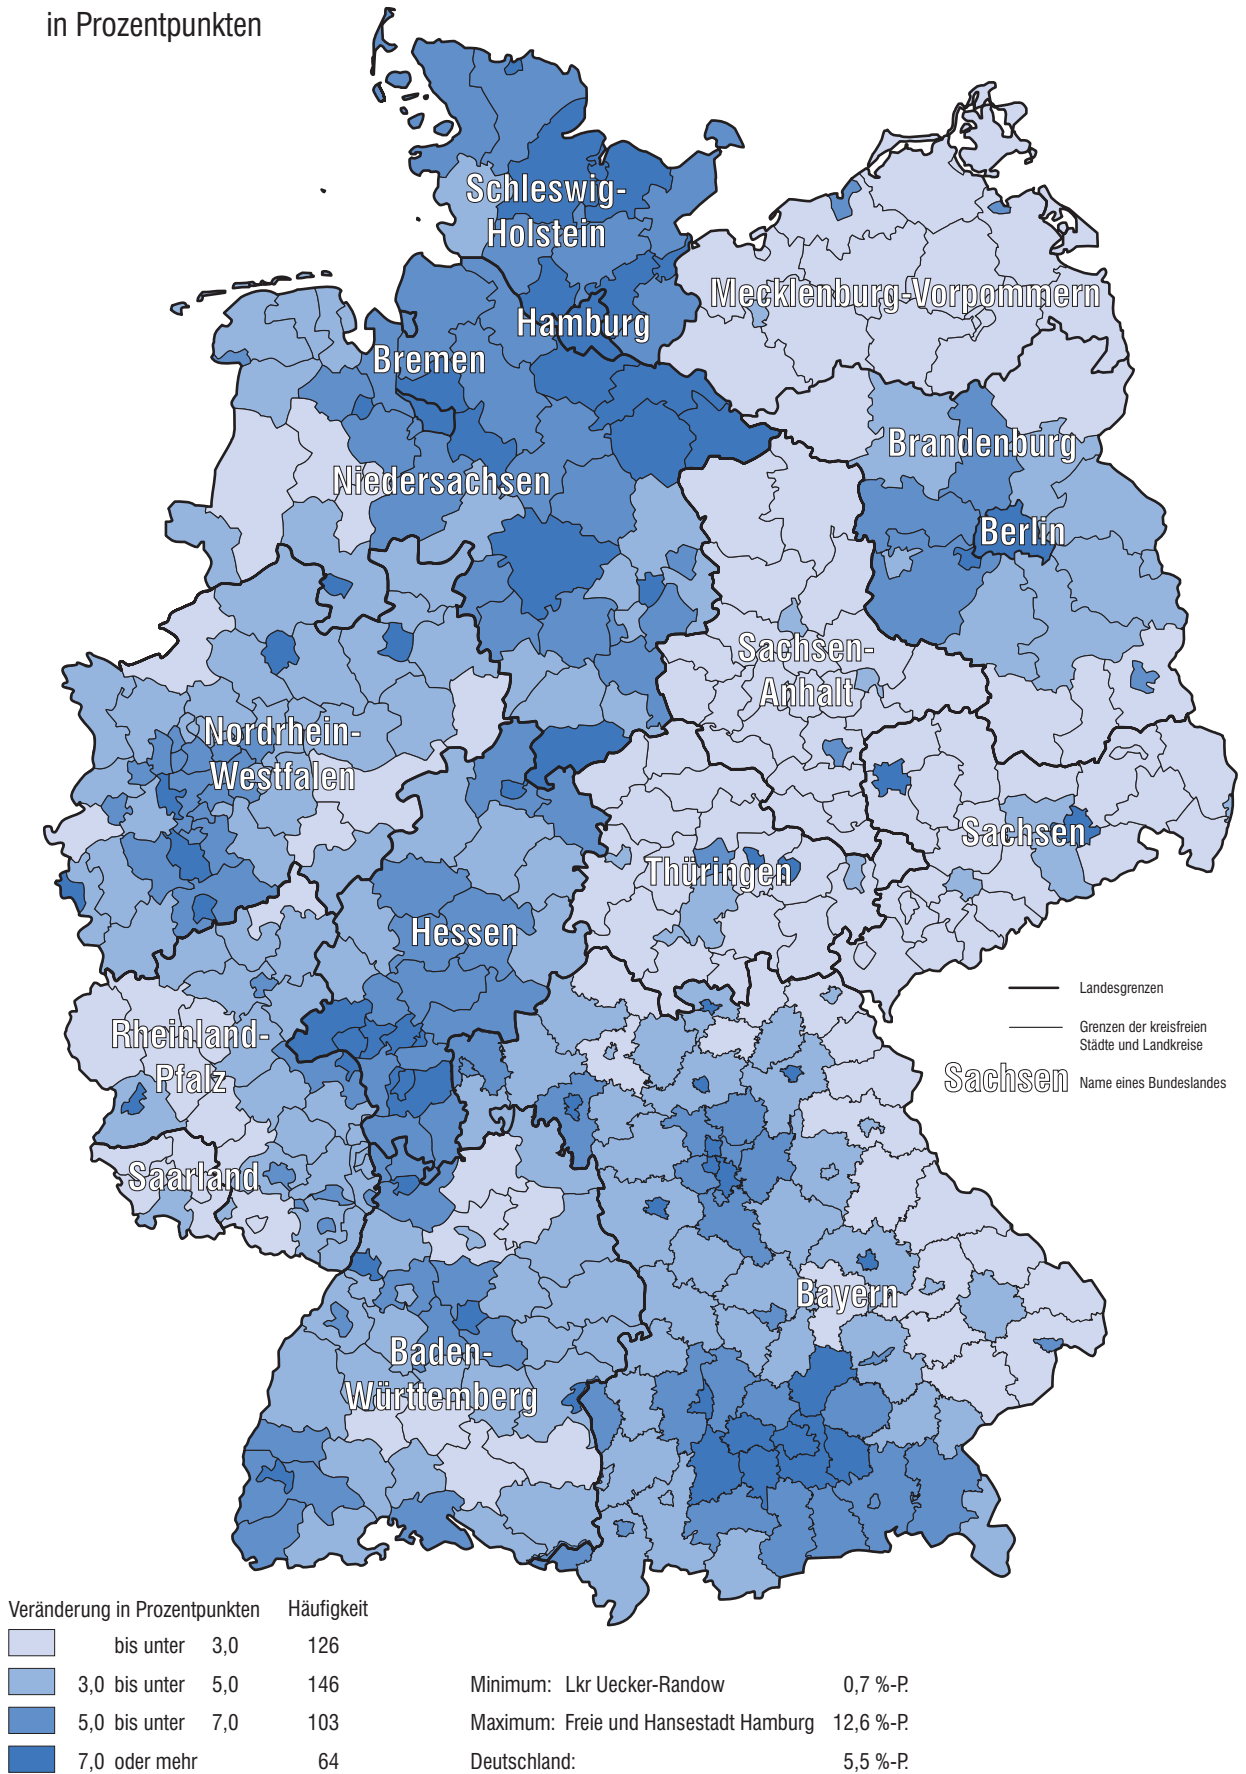 in Prozentpunkten
Schleswig-
Holstein
Mecklenburg-Vorpommern
Hamburg
Bremen
Brandenburg
Niedersachsen
Berlin
Sachsen-
Anhalt
Nordrhein-
Westfalen
Sachsen
Thüringen
Hessen
Landesgrenzen
Grenzen der kreisfreien
Städte und Landkreise
Sachsen Name eines Bundeslandes
Rheinland-
Pfalz
Saarland
Bayern
Baden-
Württemberg
Veränderung in Prozentpunkten Häufigkeit
bis unter 3,0 126
3,0 bis unter 5,0 146
5,0 bis unter 7,0 103
7,0 oder mehr 64
Minimum: Lkr Uecker-Randow 0,7 %-P.
Maximum: Freie und Hansestadt Hamburg 12,6 %-P.
Deutschland: 5,5 %-P.